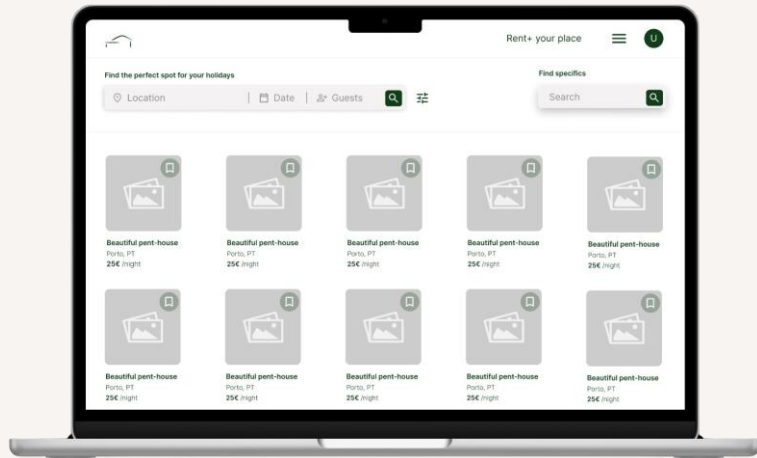 Rent+ your place
U
Find the perfect spot for your holidays
Find specifics
Location | Date | Guests
Search
Beautiful pent-house
Porto, PT
25€ /night
Beautiful pent-house
Porto, PT
25€ /night
Beautiful pent-house
Porto, PT
25€ /night
Beautiful pent-house
Porto, PT
25€ /night
Beautiful pent-house
Porto, PT
25€ /night
Beautiful pent-house
Porto, PT
25€ /night
Beautiful pent-house
Porto, PT
25€ /night
Beautiful pent-house
Porto, PT
25€ /night
Beautiful pent-house
Porto, PT
25€ /night
Beautiful pent-house
Porto, PT
25€ /night